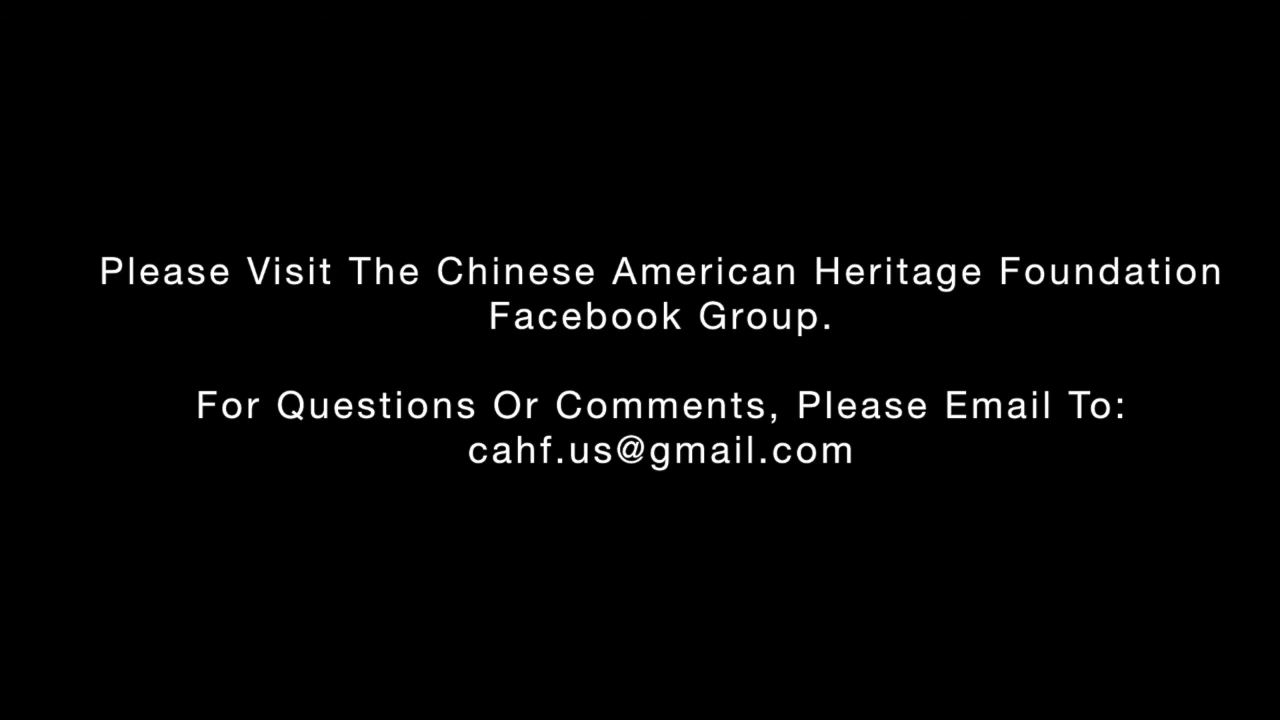 Please Visit The Chinese American Heritage Foundation
Facebook Group.
For Questions Or Comments, Please Email To:
cahf.us@gmail.com